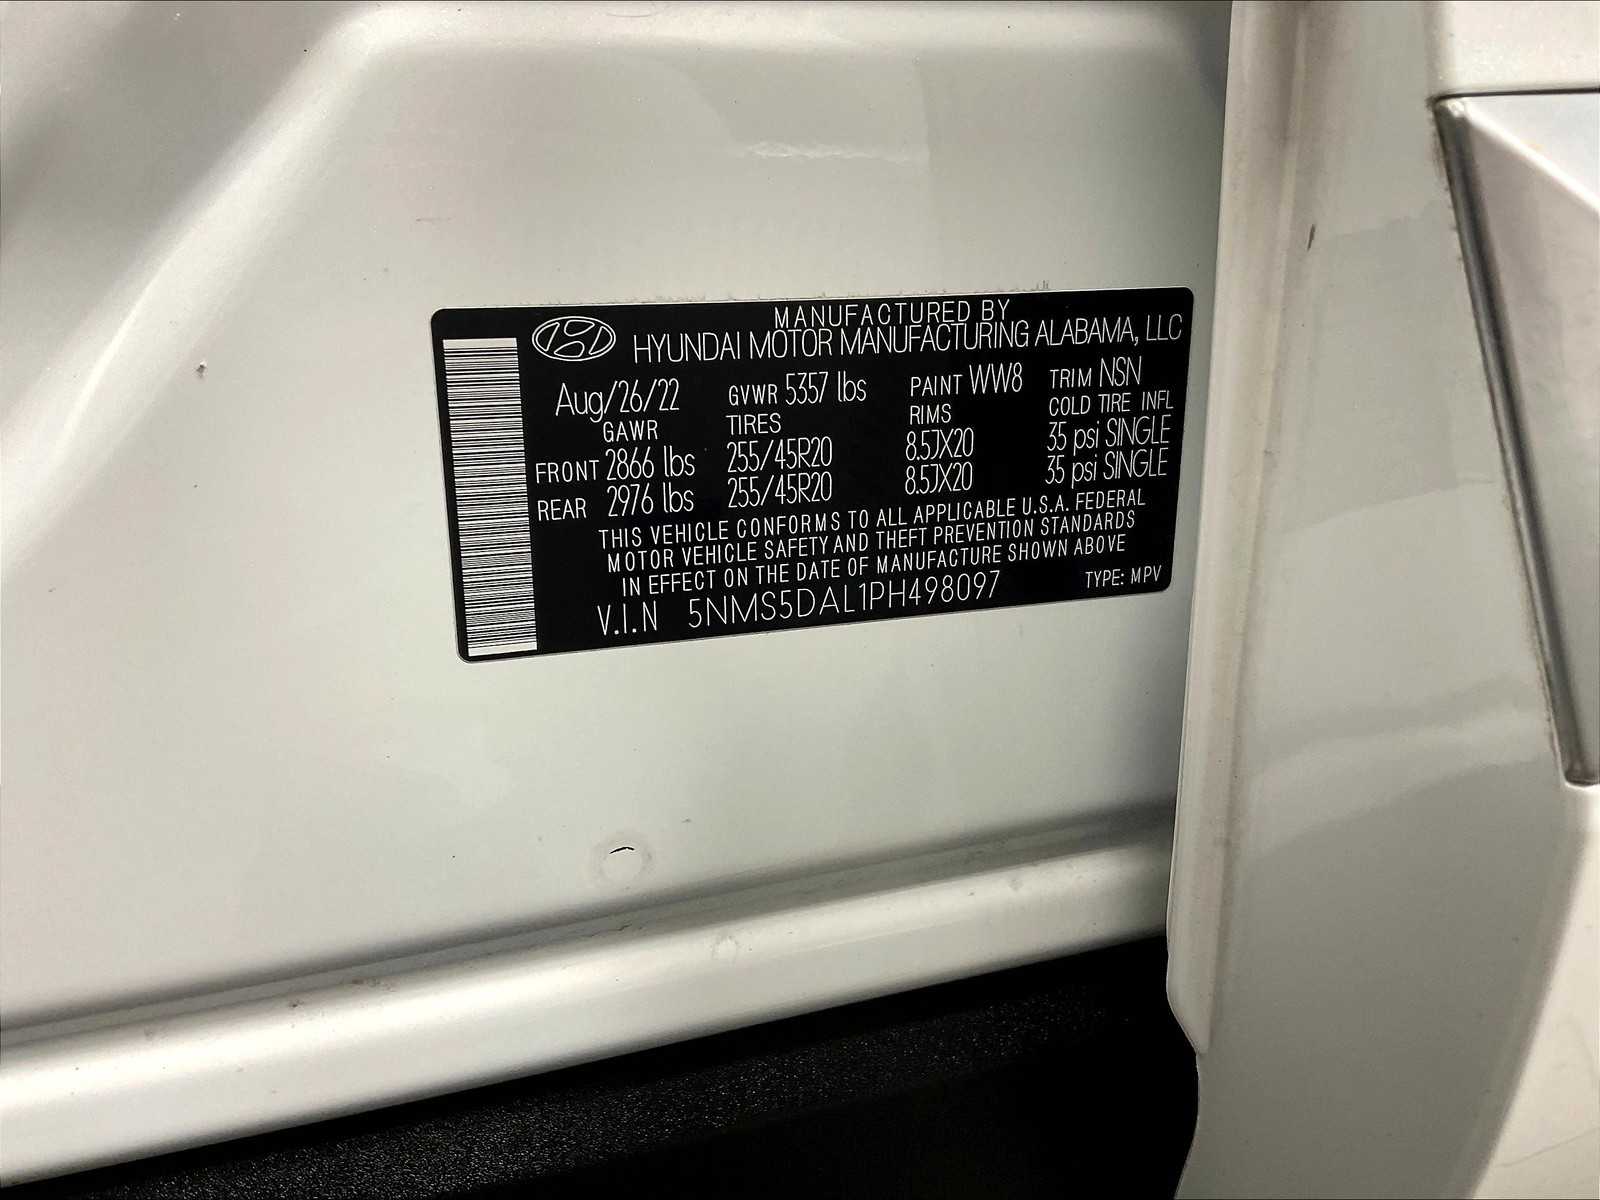 MANUFACTURED BY
HYUNDAI MOTOR MANUFACTURING ALABAMA, LLC
Aug/26/22 GVWR 5357 lbs PAINT WW8 TRIM NSN
GAWR TIRES RIMS COLD TIRE INFL
FRONT 2866 lbs 255/45R20 8.5JX20 35 psi SINGLE
REAR 2976 lbs 255/45R20 8.5JX20 35 psi SINGLE
THIS VEHICLE CONFORMS TO ALL APPLICABLE U.S.A. FEDERAL
MOTOR VEHICLE SAFETY AND THEFT PREVENTION STANDARDS
IN EFFECT ON THE DATE OF MANUFACTURE SHOWN ABOVE
V.I.N 5NMS5DAL1PH498097 TYPE: MPV